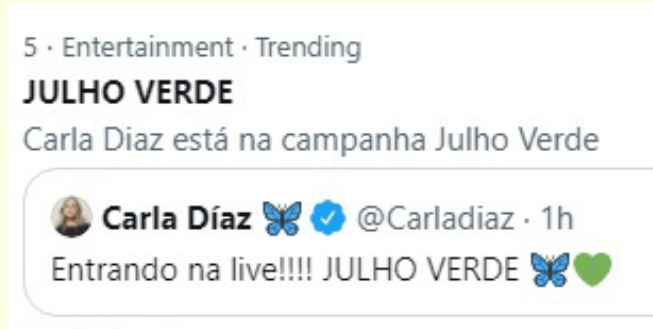 5 · Entertainment · Trending
JULHO VERDE
Carla Diaz está na campanha Julho Verde
Carla Díaz 🦋 @Carladiaz · 1h
Entrando na live!!!! JULHO VERDE 🦋💚